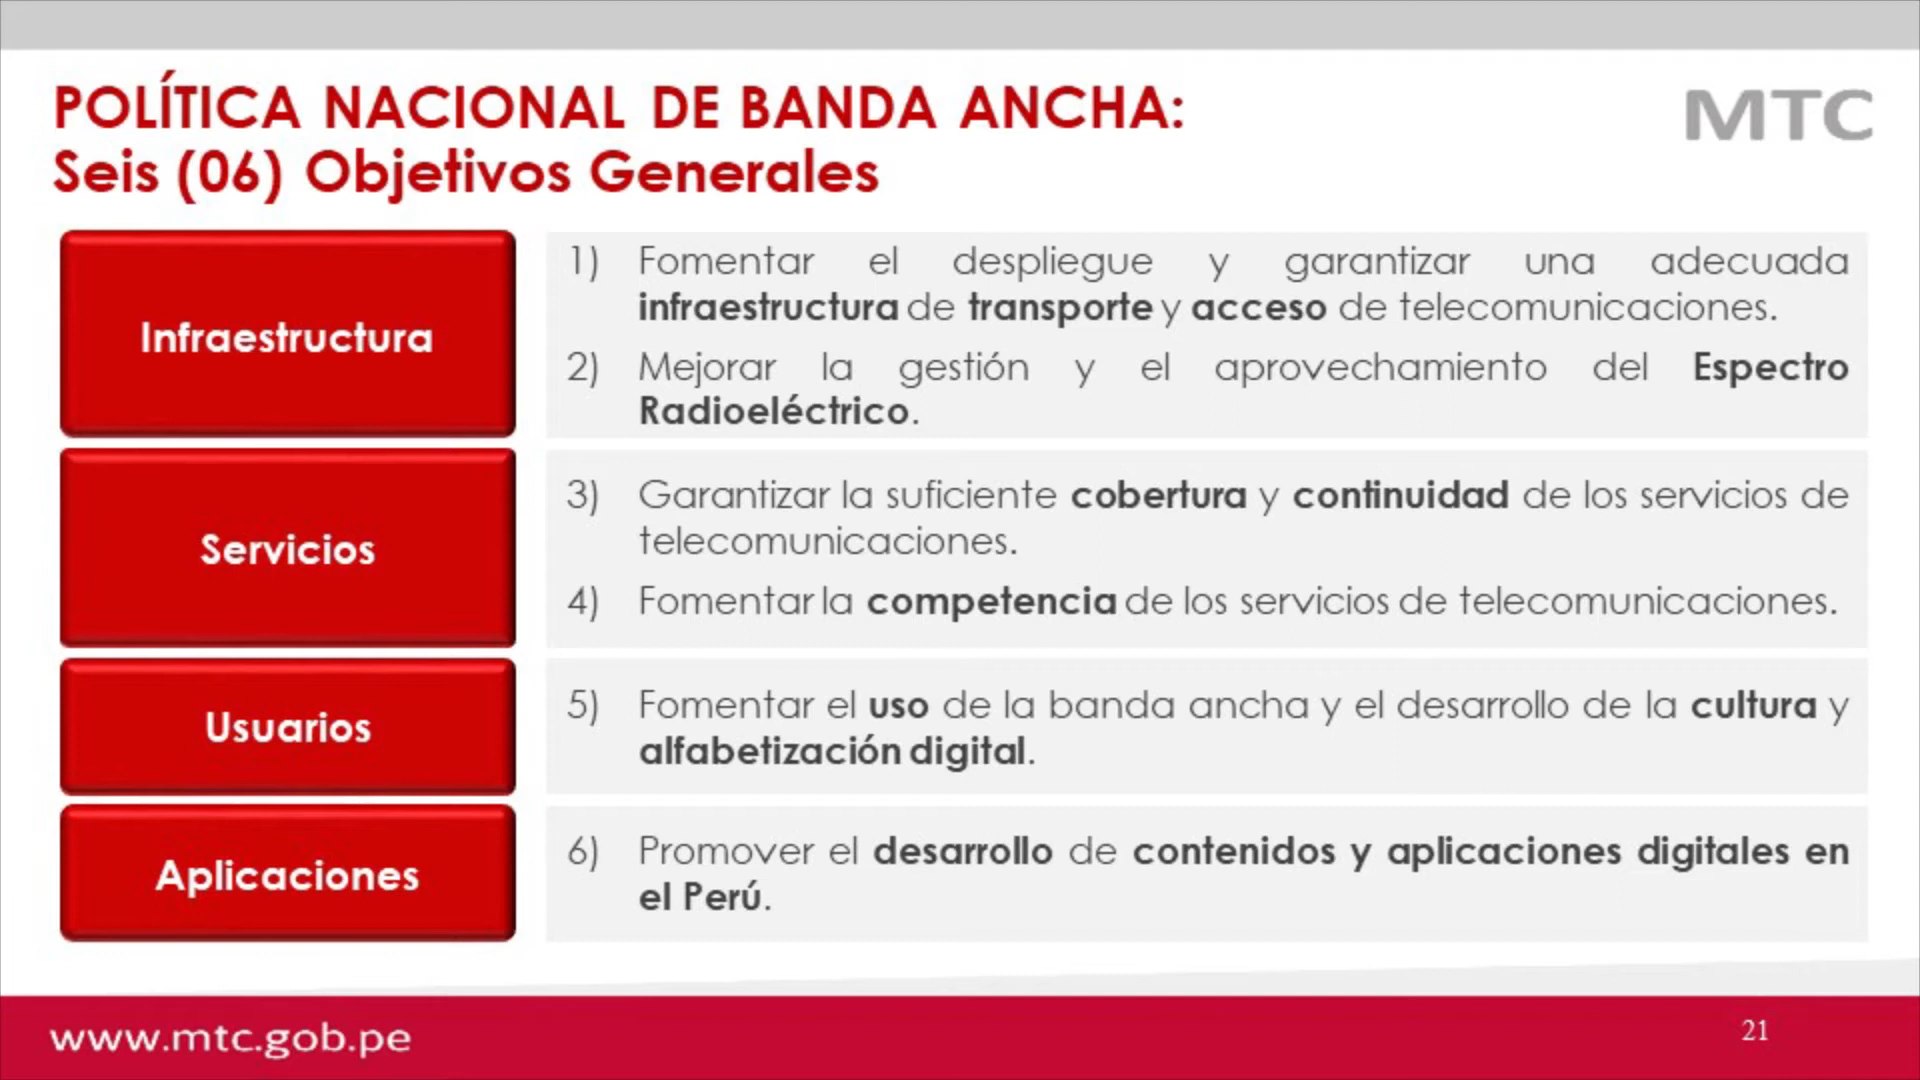 POLÍTICA NACIONAL DE BANDA ANCHA:
Seis (06) Objetivos Generales
MTC
Infraestructura
1) Fomentar el despliegue y garantizar una adecuada
infraestructura de transporte y acceso de telecomunicaciones.
2) Mejorar la gestión y el aprovechamiento del Espectro
Radioeléctrico.
Servicios
3) Garantizar la suficiente cobertura y continuidad de los servicios de
telecomunicaciones.
4) Fomentar la competencia de los servicios de telecomunicaciones.
Usuarios
5) Fomentar el uso de la banda ancha y el desarrollo de la cultura y
alfabetización digital.
Aplicaciones
6) Promover el desarrollo de contenidos y aplicaciones digitales en
el Perú.
www.mtc.gob.pe
21